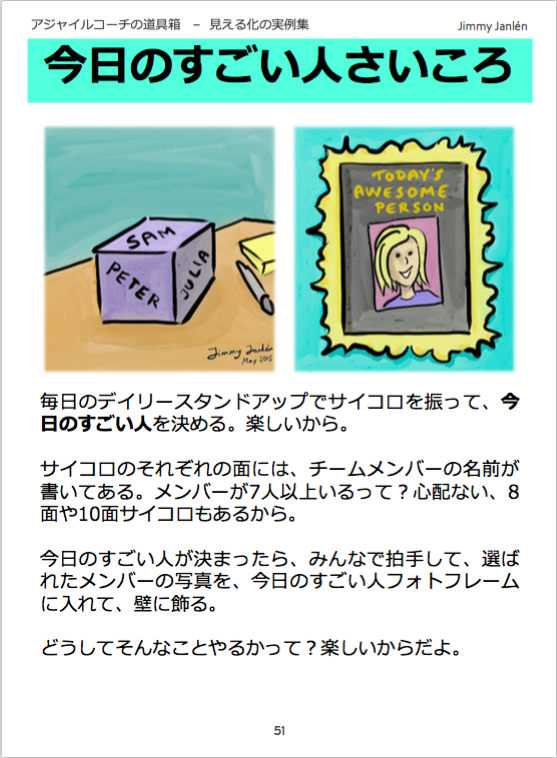 アジャイルコーチの道具箱　– 見える化の実例集
Jimmy Janlén
今日のすごい人さいころ
SAM
PETER
JULIA
Jimmy Janlén
May 2015
TODAY'S
AWESOME
PERSON
毎日のデイリースタンドアップでサイコロを振って、今
日のすごい人を決める。楽しいから。
サイコロのそれぞれの面には、チームメンバーの名前が
書いてある。メンバーが7人以上いるって？心配ない、8
面や10面サイコロもあるから。
今日のすごい人が決まったら、みんなで拍手して、選ば
れたメンバーの写真を、今日のすごい人フォトフレーム
に入れて、壁に飾る。
どうしてそんなことやるかって？楽しいからだよ。
51